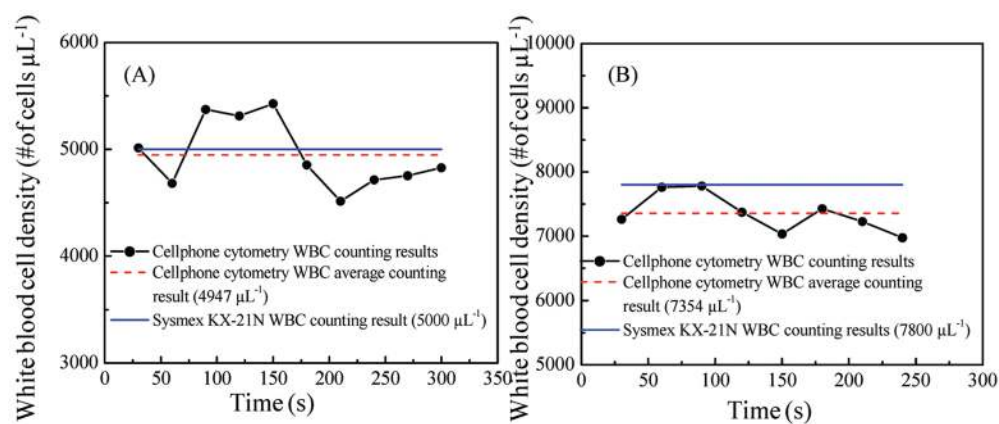 White blood cell density (#of cells µL⁻¹)
6000
5000
4000
3000
(A)
Cellphone cytometry WBC counting results
Cellphone cytometry WBC average counting
result (4947 µL⁻¹)
Sysmex KX-21N WBC counting result (5000 µL⁻¹)
0 50 100 150 200 250 300 350
Time (s)
White blood cell density (#of cells µL⁻¹)
10000
9000
8000
7000
6000
5000
(B)
Cellphone cytometry WBC counting results
Cellphone cytometry WBC average counting
result (7354 µL⁻¹)
Sysmex KX-21N WBC counting results (7800 µL⁻¹)
0 50 100 150 200 250 300
Time (s)